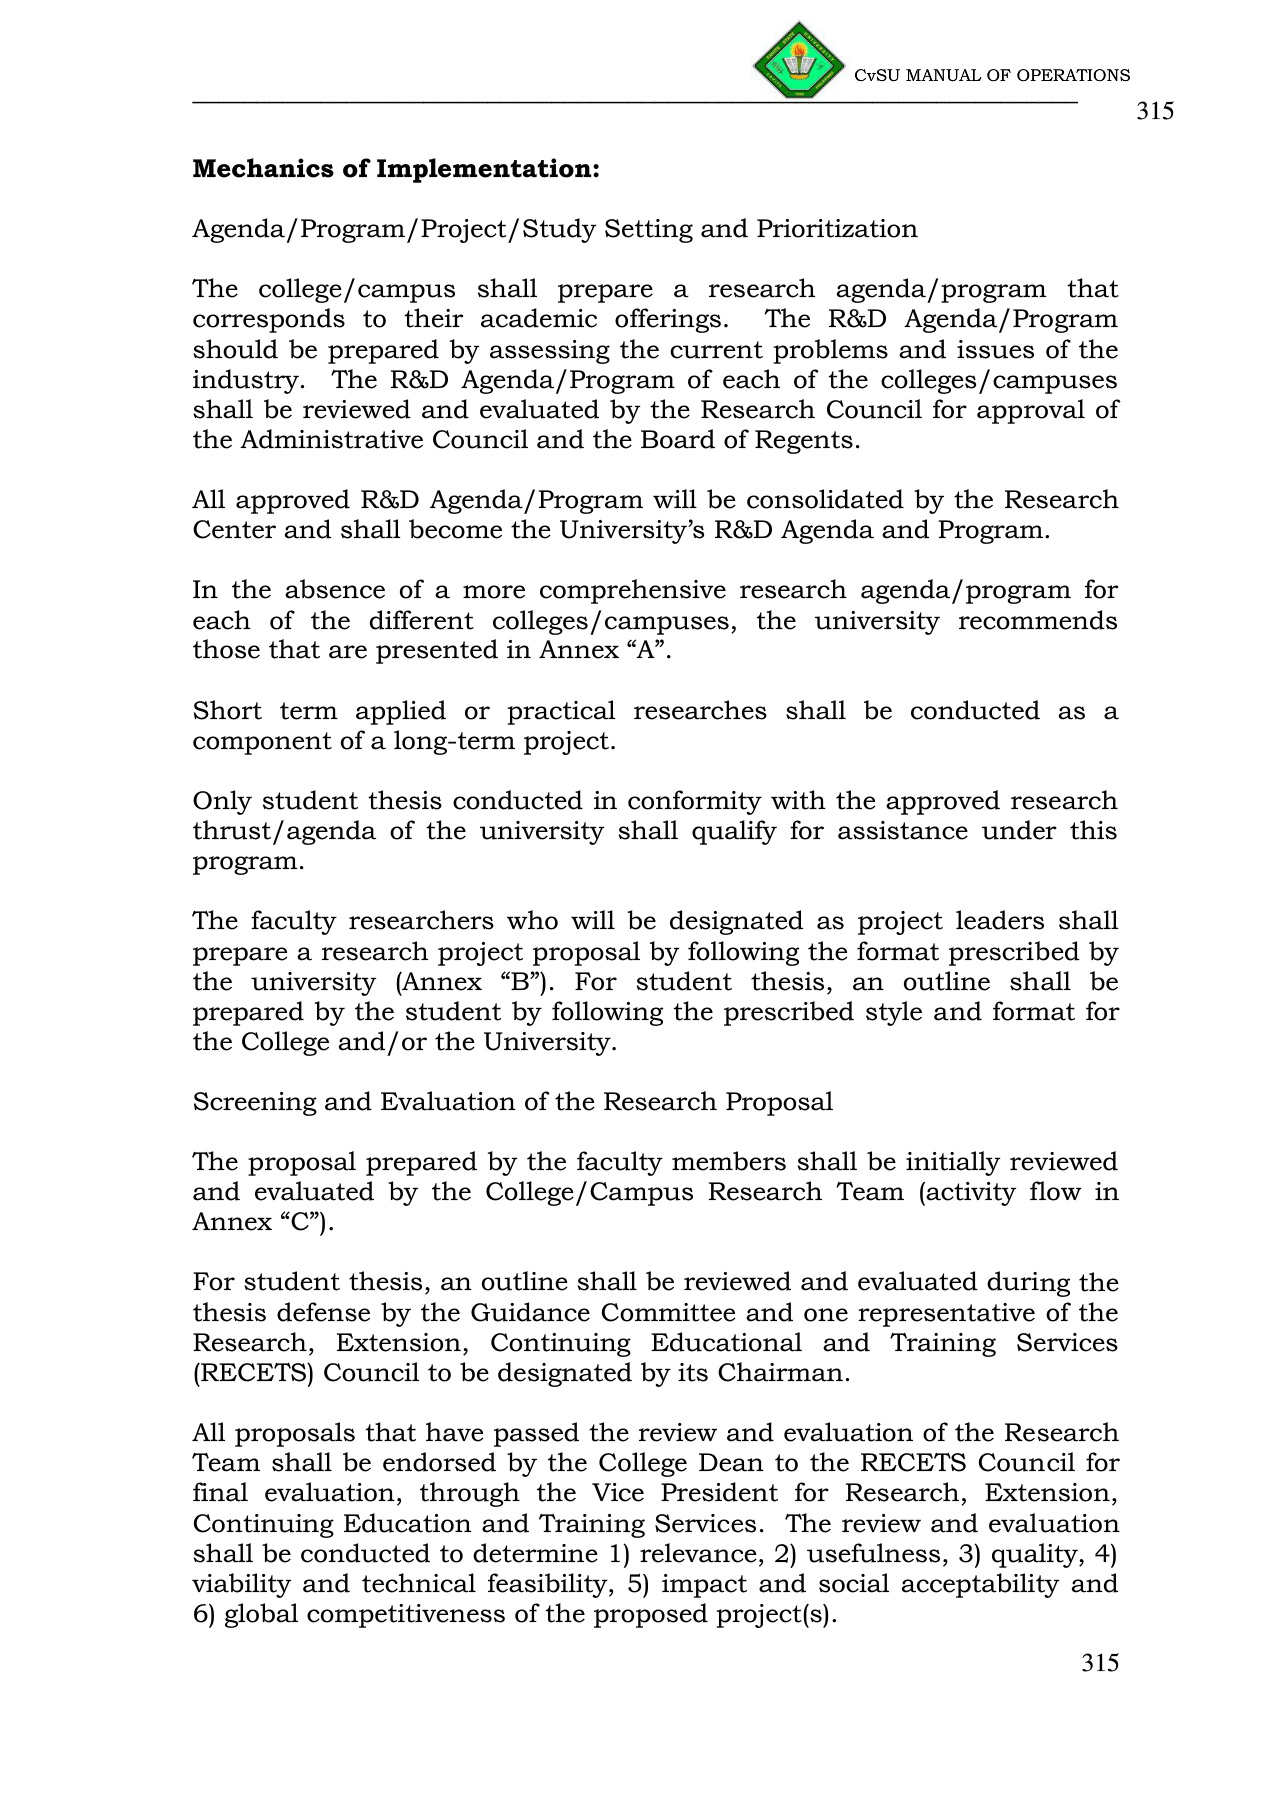 CvSU MANUAL OF OPERATIONS
315
Mechanics of Implementation:
Agenda/Program/Project/Study Setting and Prioritization
The college/campus shall prepare a research agenda/program that
corresponds to their academic offerings. The R&D Agenda/Program
should be prepared by assessing the current problems and issues of the
industry. The R&D Agenda/Program of each of the colleges/campuses
shall be reviewed and evaluated by the Research Council for approval of
the Administrative Council and the Board of Regents.
All approved R&D Agenda/Program will be consolidated by the Research
Center and shall become the University’s R&D Agenda and Program.
In the absence of a more comprehensive research agenda/program for
each of the different colleges/campuses, the university recommends
those that are presented in Annex “A”.
Short term applied or practical researches shall be conducted as a
component of a long-term project.
Only student thesis conducted in conformity with the approved research
thrust/agenda of the university shall qualify for assistance under this
program.
The faculty researchers who will be designated as project leaders shall
prepare a research project proposal by following the format prescribed by
the university (Annex “B”). For student thesis, an outline shall be
prepared by the student by following the prescribed style and format for
the College and/or the University.
Screening and Evaluation of the Research Proposal
The proposal prepared by the faculty members shall be initially reviewed
and evaluated by the College/Campus Research Team (activity flow in
Annex “C”).
For student thesis, an outline shall be reviewed and evaluated during the
thesis defense by the Guidance Committee and one representative of the
Research, Extension, Continuing Educational and Training Services
(RECETS) Council to be designated by its Chairman.
All proposals that have passed the review and evaluation of the Research
Team shall be endorsed by the College Dean to the RECETS Council for
final evaluation, through the Vice President for Research, Extension,
Continuing Education and Training Services. The review and evaluation
shall be conducted to determine 1) relevance, 2) usefulness, 3) quality, 4)
viability and technical feasibility, 5) impact and social acceptability and
6) global competitiveness of the proposed project(s).
315